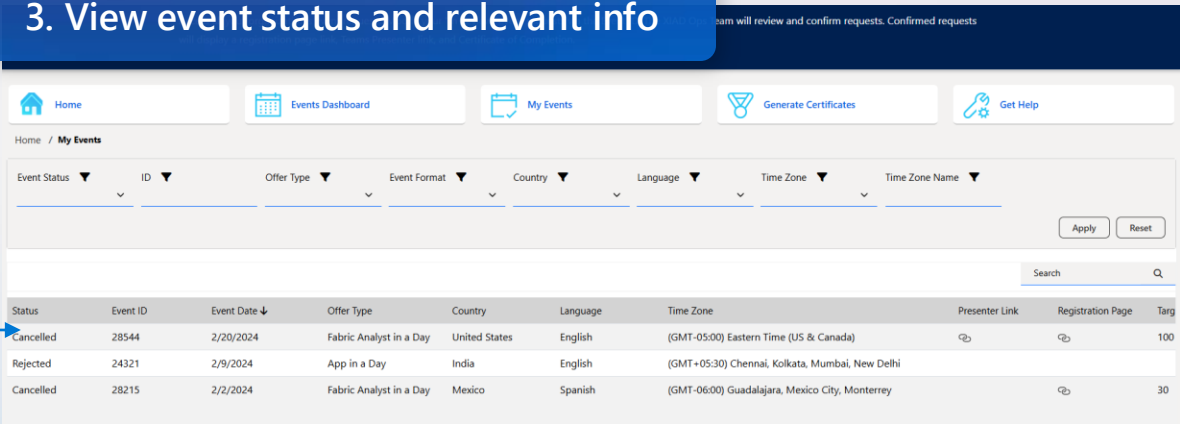 3. View event status and relevant info
Team will review and confirm requests. Confirmed requests
Home
Events Dashboard
My Events
Generate Certificates
Get Help
Home / My Events
Event Status ID Offer Type Event Format Country Language Time Zone Time Zone Name
Apply Reset
Search
Status Event ID Event Date ↓ Offer Type Country Language Time Zone Presenter Link Registration Page Targ
Cancelled 28544 2/20/2024 Fabric Analyst in a Day United States English (GMT-05:00) Eastern Time (US & Canada) 100
Rejected 24321 2/9/2024 App in a Day India English (GMT+05:30) Chennai, Kolkata, Mumbai, New Delhi
Cancelled 28215 2/2/2024 Fabric Analyst in a Day Mexico Spanish (GMT-06:00) Guadalajara, Mexico City, Monterrey 30